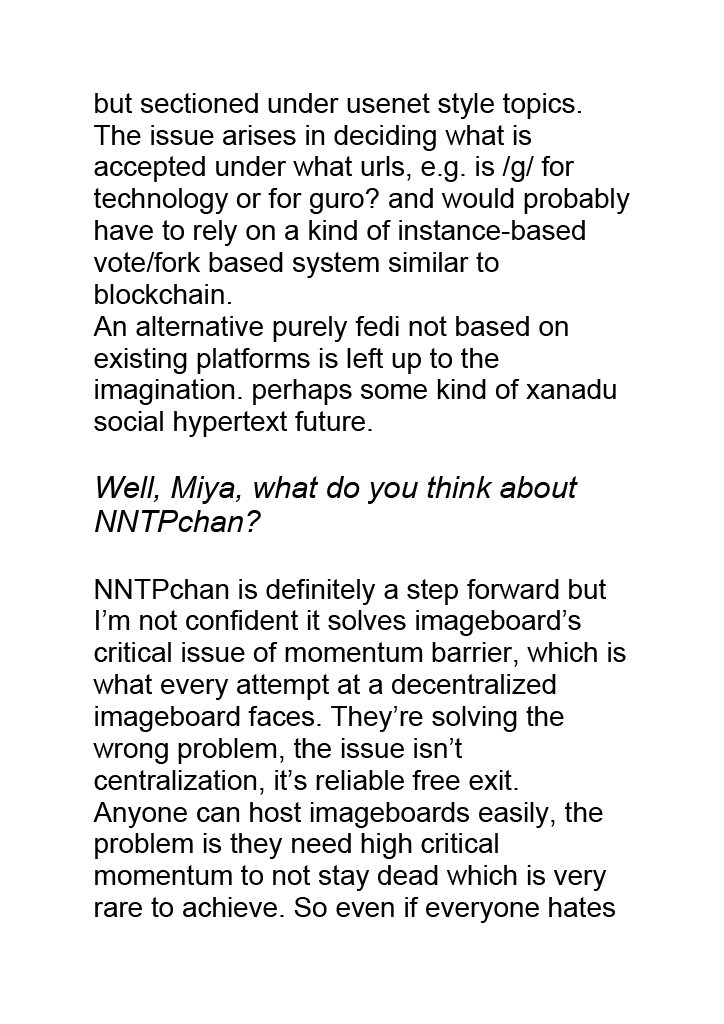 but sectioned under usenet style topics.
The issue arises in deciding what is
accepted under what urls, e.g. is /g/ for
technology or for guro? and would probably
have to rely on a kind of instance-based
vote/fork based system similar to
blockchain.
An alternative purely fedi not based on
existing platforms is left up to the
imagination. perhaps some kind of xanadu
social hypertext future.
Well, Miya, what do you think about
NNTPchan?
NNTPchan is definitely a step forward but
I’m not confident it solves imageboard’s
critical issue of momentum barrier, which is
what every attempt at a decentralized
imageboard faces. They’re solving the
wrong problem, the issue isn’t
centralization, it’s reliable free exit.
Anyone can host imageboards easily, the
problem is they need high critical
momentum to not stay dead which is very
rare to achieve. So even if everyone hates